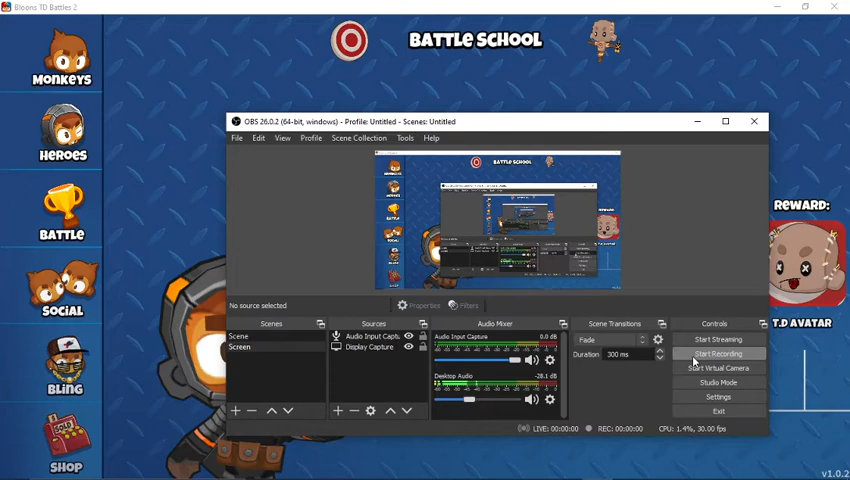 Bloons TD Battles 2
BATTLE SCHOOL
MONKEYS
HEROES
BATTLE
SOCIAL
BLING
SOLD
SHOP
OBS 26.0.2 (64-bit, windows) - Profile: Untitled - Scenes: Untitled
File Edit View Profile Scene Collection Tools Help
BATTLE SCHOOL
No source selected
Properties Filters
Scenes
Scene
Screen
Sources
Audio Input Captu
Display Capture
Audio Mixer
Audio Input Capture 0.0 dB
Desktop Audio -28.1 dB
Scene Transitions
Fade
Duration 300 ms
Controls
Start Streaming
Start Recording
Start Virtual Camera
Studio Mode
Settings
Exit
LIVE: 00:00:00 REC: 00:00:00 CPU: 1.4%, 30.00 fps
REWARD:
T.D AVATAR
v1.0.2